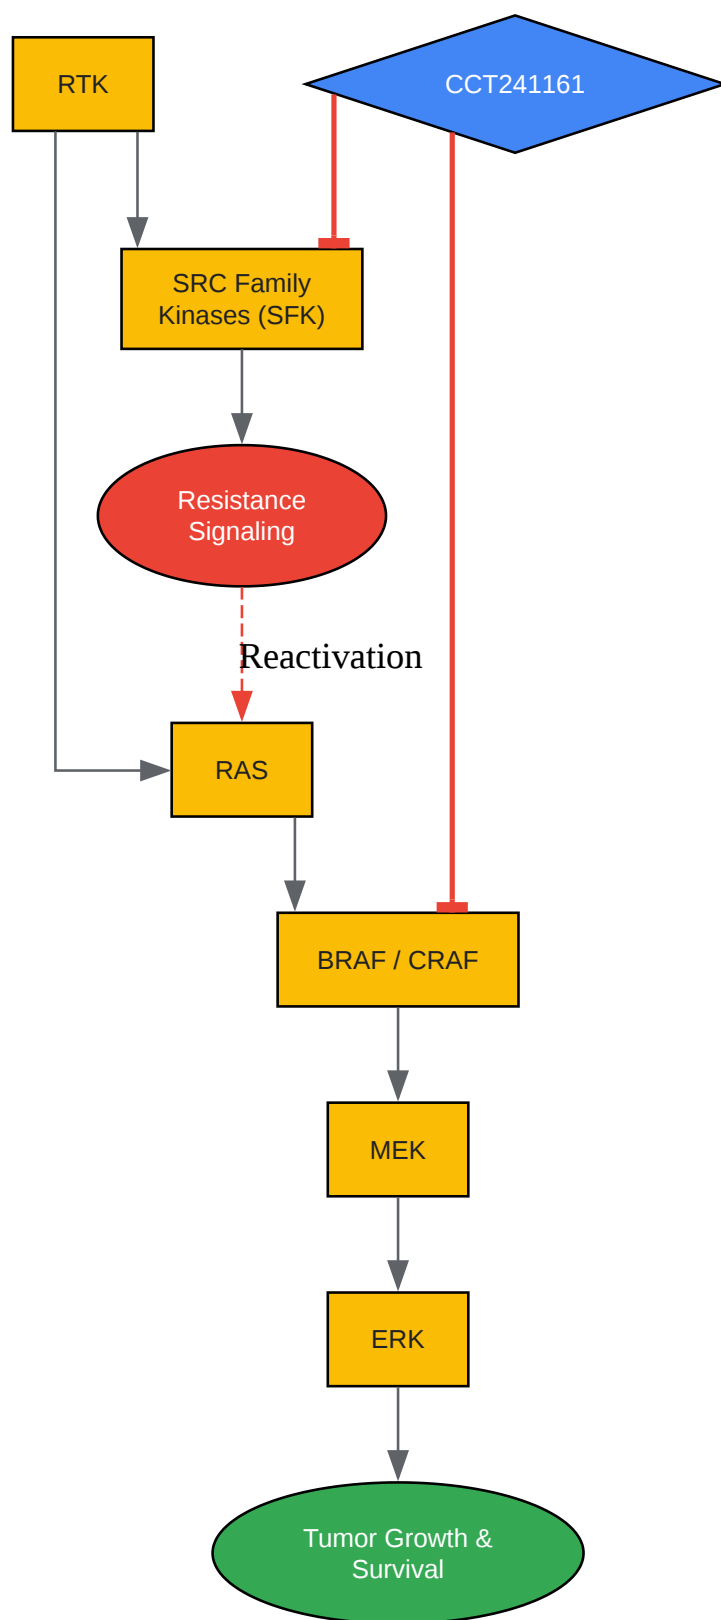 RTK
CCT241161
SRC Family
Kinases (SFK)
Resistance
Signaling
Reactivation
RAS
BRAF / CRAF
MEK
ERK
Tumor Growth &
Survival